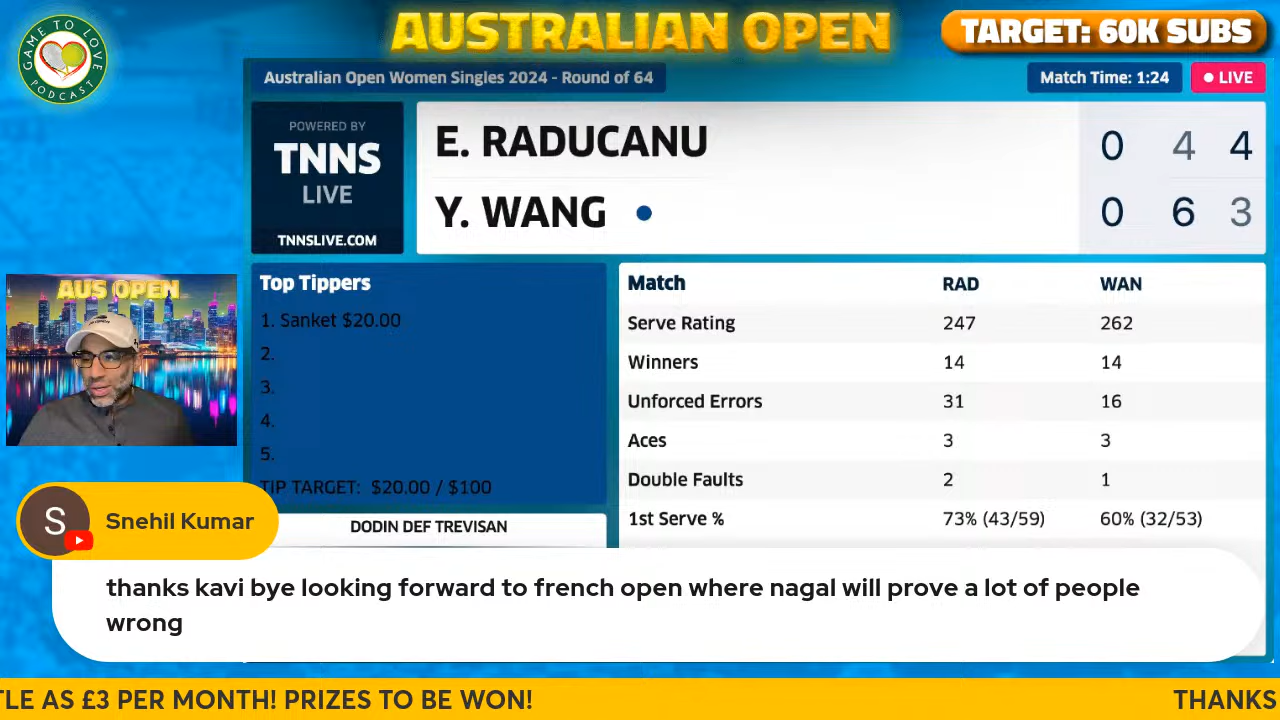 GAME TO LOVE
PODCAST
AUSTRALIAN OPEN
TARGET: 60K SUBS
Australian Open Women Singles 2024 - Round of 64
Match Time: 1:24
LIVE
POWERED BY
TNNS
LIVE
TNNSLIVE.COM
E. RADUCANU 0 4 4
Y. WANG 0 6 3
AUS OPEN
Top Tippers
1. Sanket $20.00
2.
3.
4.
5.
TIP TARGET: $20.00 / $100
DODIN DEF TREVISAN
Match RAD WAN
Serve Rating 247 262
Winners 14 14
Unforced Errors 31 16
Aces 3 3
Double Faults 2 1
1st Serve % 73% (43/59) 60% (32/53)
S
Snehil Kumar
thanks kavi bye looking forward to french open where nagal will prove a lot of people
wrong
TLE AS £3 PER MONTH! PRIZES TO BE WON! THANKS